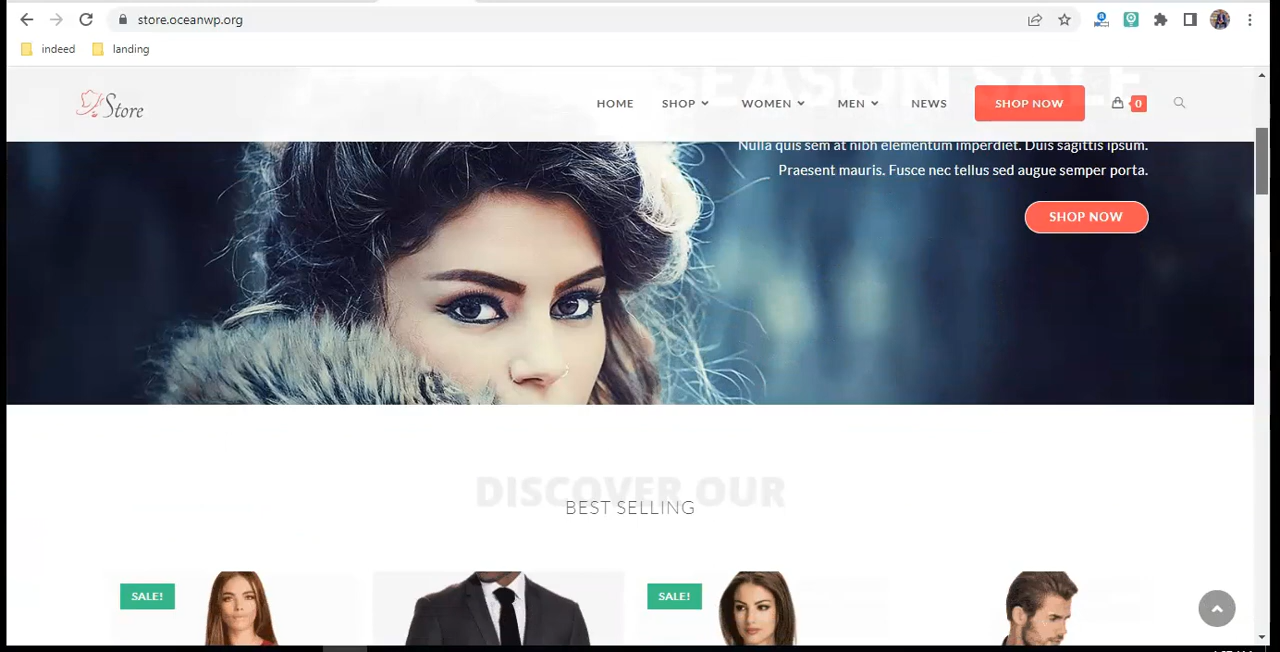 store.oceanwp.org
indeed
landing
SEASON SALE
Store
HOME
SHOP
WOMEN
MEN
NEWS
SHOP NOW
0
Nulla quis sem at nibh elementum imperdiet. Duis sagittis ipsum.
Praesent mauris. Fusce nec tellus sed augue semper porta.
SHOP NOW
DISCOVER OUR
BEST SELLING
SALE!
SALE!